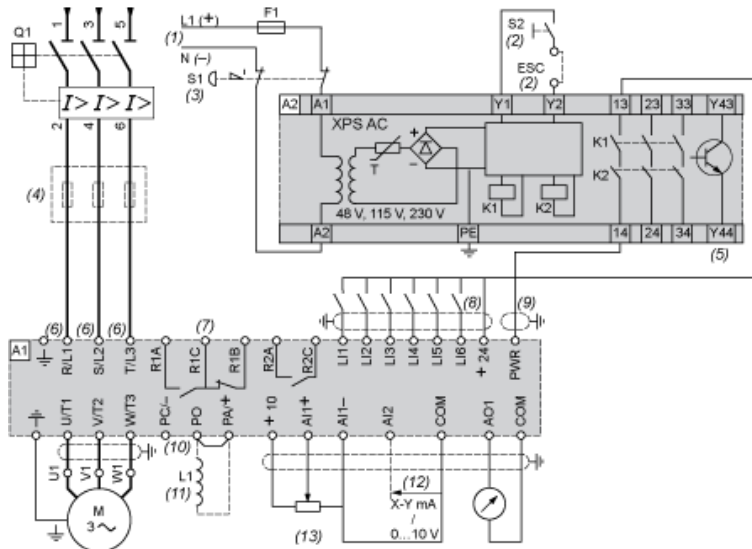 1 3 5
Q1
I> I> I>
2 4 6
(4)
L1 (+) F1
(1)
N (–)
S1
(3)
S2
(2)
ESC
(2)
A2 A1 Y1 Y2 13 23 33 Y43
XPS AC
+
T
–
K1
K2
K1 K2
48 V, 115 V, 230 V
A2 PE 14 24 34 Y44
(5)
(8) (9)
(6) (6) (6) (7)
A1
R/L1 S/L2 T/L3 R1A R1C R1B R2A R2C LI1 LI2 LI3 LI4 LI5 LI6 + 24 PWR
U/T1 V/T2 W/T3 PC/– PO PA/+ + 10 AI1+ AI1– AI2 COM AO1 COM
(10)
U1 V1 W1
L1
(11)
(12)
X-Y mA
/
0...10 V
M
3
(13)